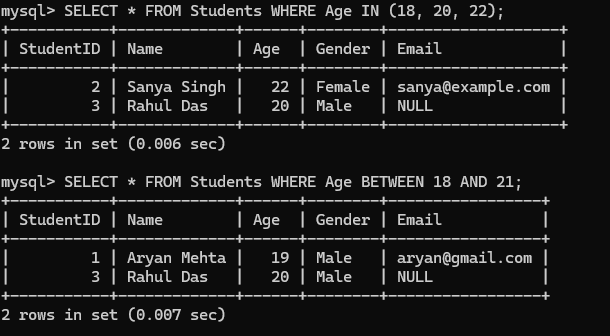 mysql> SELECT * FROM Students WHERE Age IN (18, 20, 22);
+-----------+-------------+------+--------+-------------------+
| StudentID | Name        | Age  | Gender | Email             |
+-----------+-------------+------+--------+-------------------+
|         2 | Sanya Singh |   22 | Female | sanya@example.com |
|         3 | Rahul Das   |   20 | Male   | NULL              |
+-----------+-------------+------+--------+-------------------+
2 rows in set (0.006 sec)

mysql> SELECT * FROM Students WHERE Age BETWEEN 18 AND 21;
+-----------+-------------+------+--------+-----------------+
| StudentID | Name        | Age  | Gender | Email           |
+-----------+-------------+------+--------+-----------------+
|         1 | Aryan Mehta |   19 | Male   | aryan@gmail.com |
|         3 | Rahul Das   |   20 | Male   | NULL            |
+-----------+-------------+------+--------+-----------------+
2 rows in set (0.007 sec)